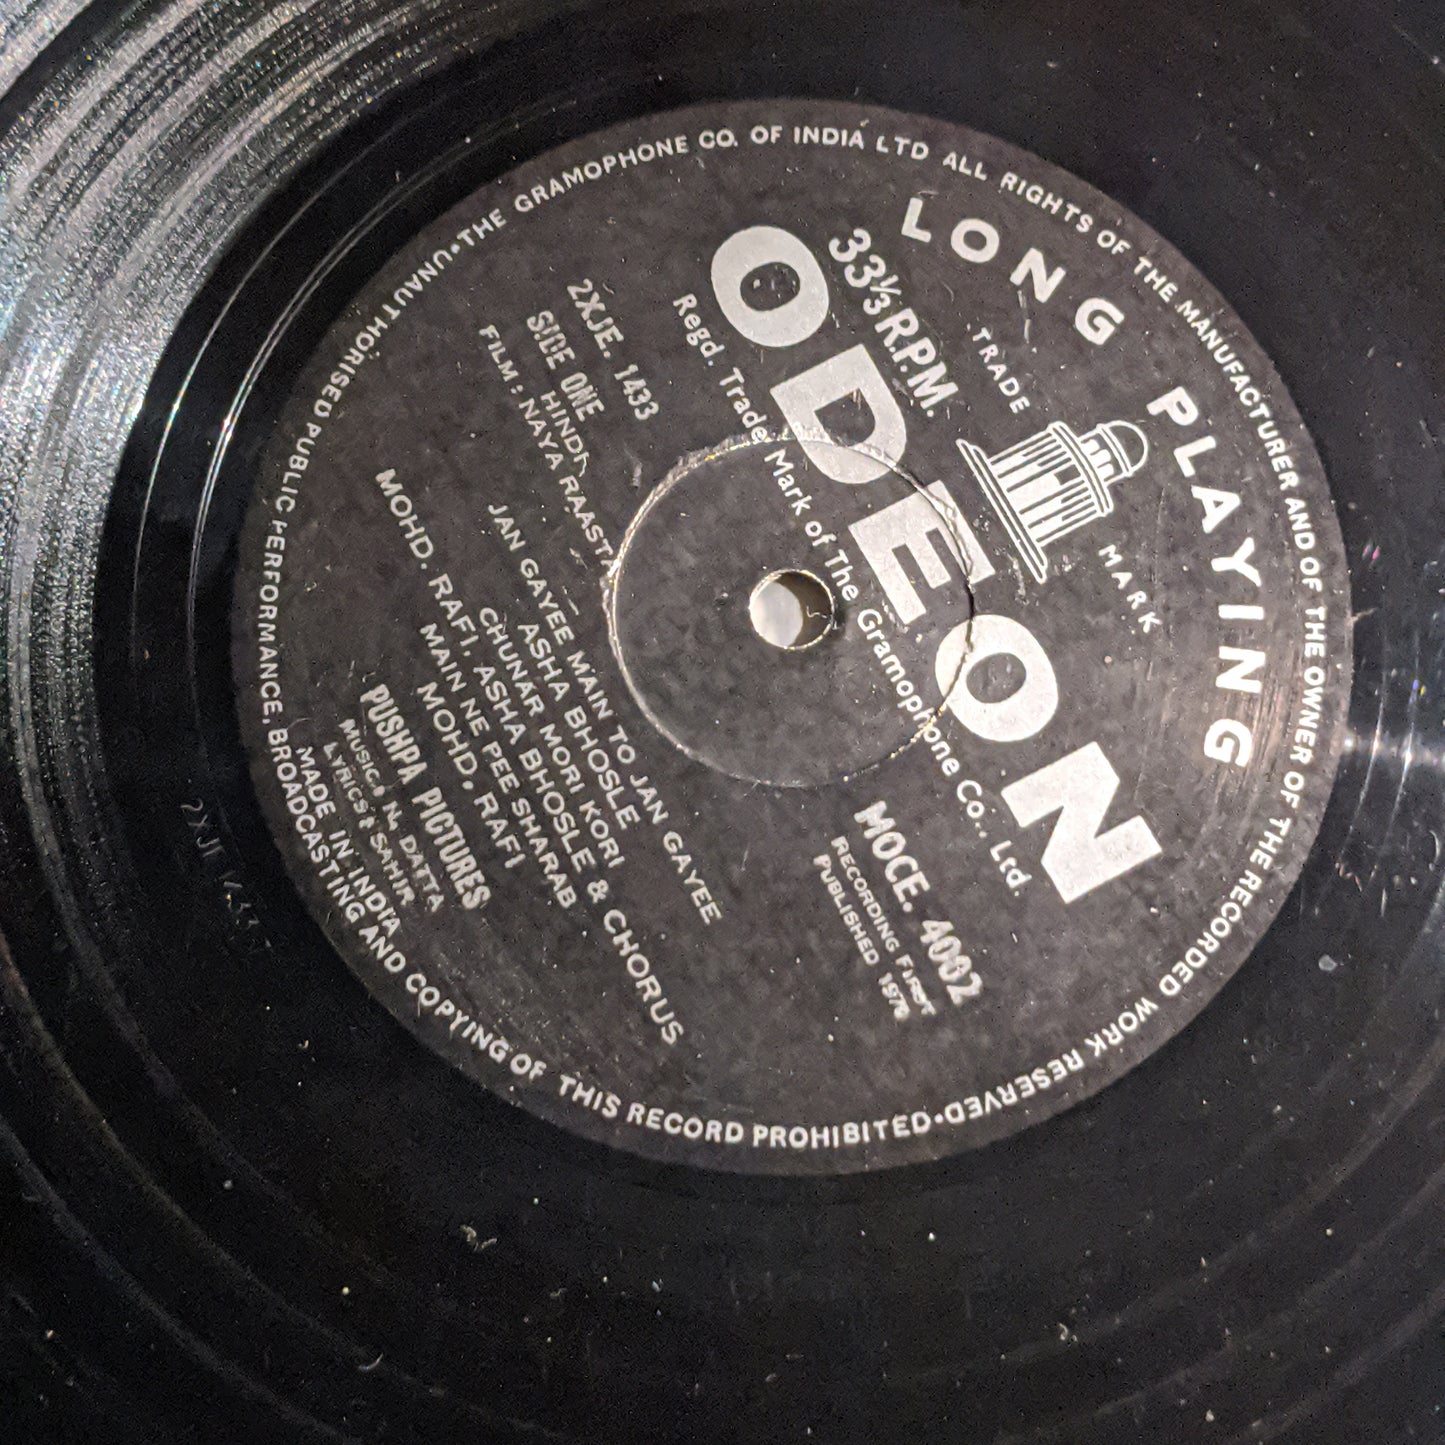 LONG PLAYING
33⅓ R.P.M.
TRADE MARK
ODEON
Regd. Trade Mark of The Gramophone Co., Ltd.
2XJE. 1433
SIDE ONE
MOCE. 4002
RECORDING FIRST
PUBLISHED
HINDI
FILM : NAYA RAASTA
JAN GAYEE MAIN TO JAN GAYEE
ASHA BHOSLE
CHUNAR MORI KORI
MOHD. RAFI, ASHA BHOSLE & CHORUS
MAIN NE PEE SHARAB
MOHD. RAFI
PUSHPA PICTURES
MUSIC: N. DATTA
LYRICS: SAHIR
MADE IN INDIA
•THE GRAMOPHONE CO. OF INDIA LTD ALL RIGHTS OF THE MANUFACTURER AND OF THE OWNER OF THE RECORDED WORK RESERVED•
UNAUTHORISED PUBLIC PERFORMANCE, BROADCASTING AND COPYING OF THIS RECORD PROHIBITED